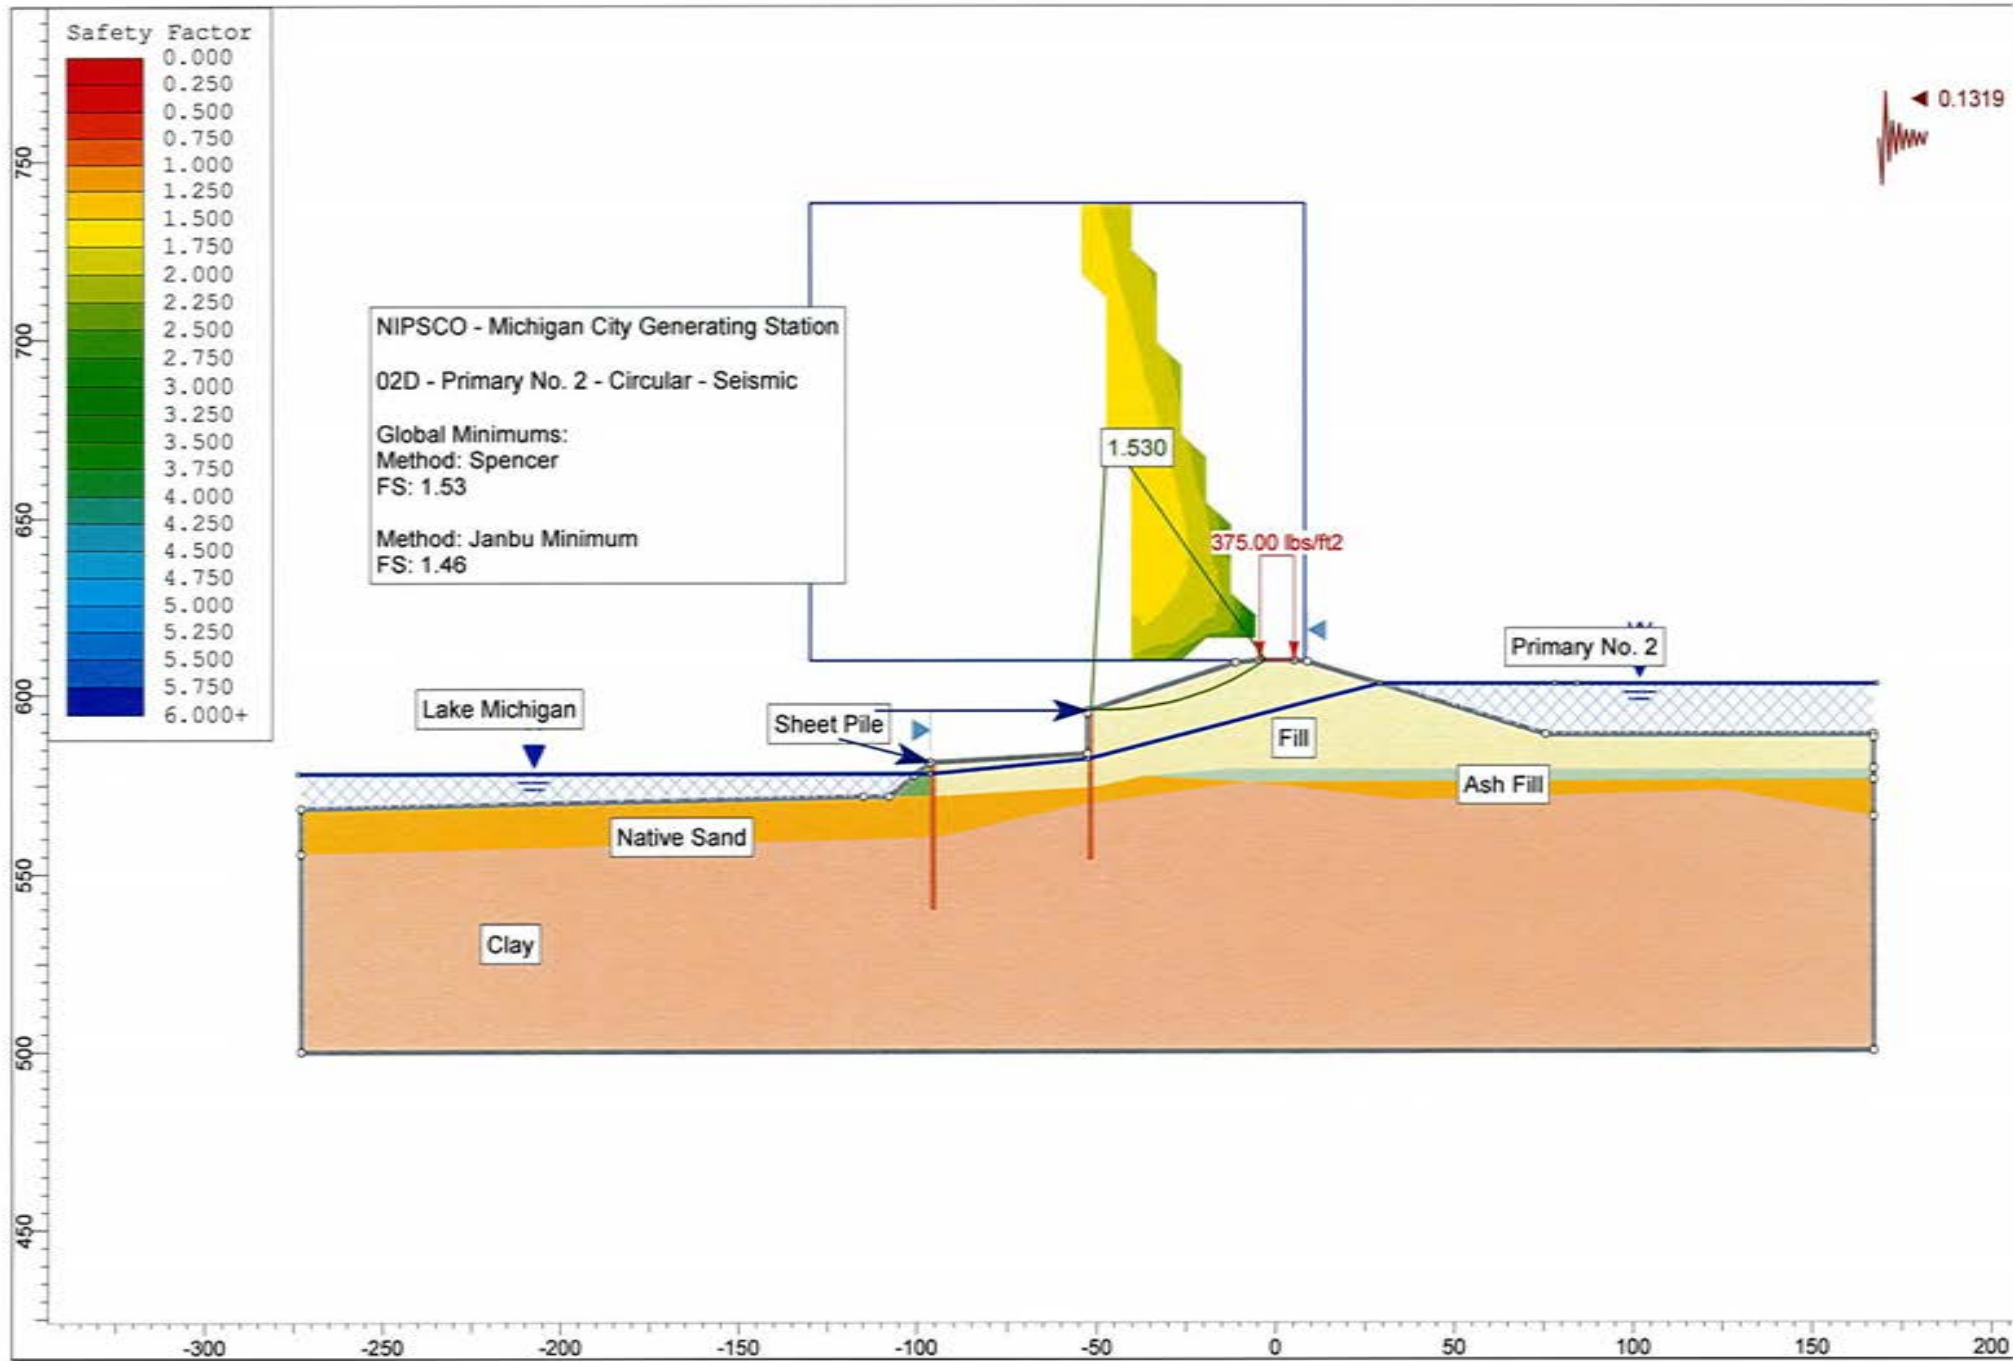 Safety Factor
0.000
0.250
0.500
0.750
1.000
1.250
1.500
1.750
2.000
2.250
2.500
2.750
3.000
3.250
3.500
3.750
4.000
4.250
4.500
4.750
5.000
5.250
5.500
5.750
6.000+
0.1319
NIPSCO - Michigan City Generating Station
02D - Primary No. 2 - Circular - Seismic
Global Minimums:
Method: Spencer
FS: 1.53
Method: Janbu Minimum
FS: 1.46
1.530
375.00 lbs/ft2
Primary No. 2
Lake Michigan
Sheet Pile
Fill
Ash Fill
Native Sand
Clay
750
700
650
600
550
500
450
-300 -250 -200 -150 -100 -50 0 50 100 150 200